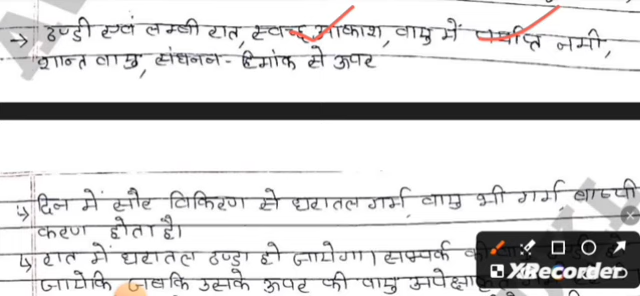 → ठण्डी एवं लम्बी रात, स्वच्छ आकाश, वायु में पर्याप्त नमी,
शान्त वायु, संघनन - हिमांक से ऊपर
↳ दिन में सौर विकिरण से धरातल गर्म, वायु भी गर्म वाष्पी
करण होता है।
↳ रात में धरातल ठण्डा हो जायेगा। सम्पर्क की
जायेकि जबकि उसके ऊपर की वायु अपेक्षाकृत
XRecorder